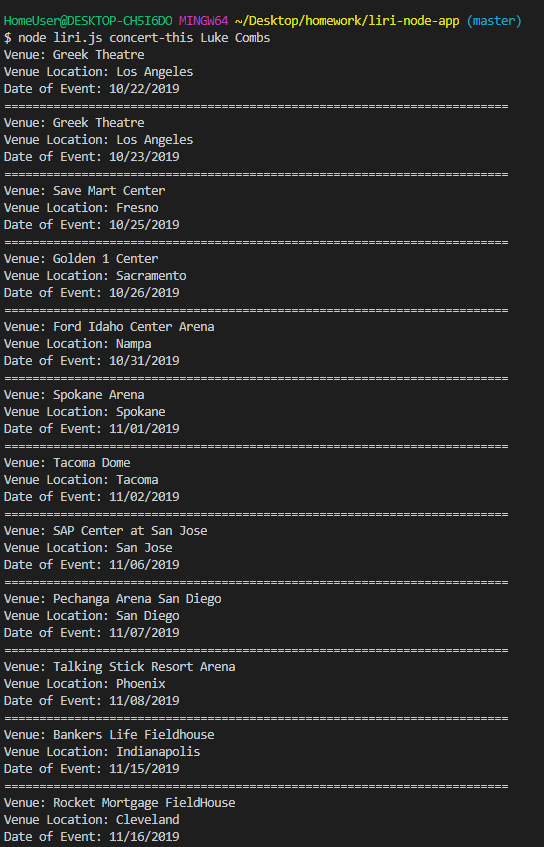 HomeUser@DESKTOP-CH5I6DO MINGW64 ~/Desktop/homework/liri-node-app (master)
$ node liri.js concert-this Luke Combs
Venue: Greek Theatre
Venue Location: Los Angeles
Date of Event: 10/22/2019
========================================================================
Venue: Greek Theatre
Venue Location: Los Angeles
Date of Event: 10/23/2019
========================================================================
Venue: Save Mart Center
Venue Location: Fresno
Date of Event: 10/25/2019
========================================================================
Venue: Golden 1 Center
Venue Location: Sacramento
Date of Event: 10/26/2019
========================================================================
Venue: Ford Idaho Center Arena
Venue Location: Nampa
Date of Event: 10/31/2019
========================================================================
Venue: Spokane Arena
Venue Location: Spokane
Date of Event: 11/01/2019
========================================================================
Venue: Tacoma Dome
Venue Location: Tacoma
Date of Event: 11/02/2019
========================================================================
Venue: SAP Center at San Jose
Venue Location: San Jose
Date of Event: 11/06/2019
========================================================================
Venue: Pechanga Arena San Diego
Venue Location: San Diego
Date of Event: 11/07/2019
========================================================================
Venue: Talking Stick Resort Arena
Venue Location: Phoenix
Date of Event: 11/08/2019
========================================================================
Venue: Bankers Life Fieldhouse
Venue Location: Indianapolis
Date of Event: 11/15/2019
========================================================================
Venue: Rocket Mortgage FieldHouse
Venue Location: Cleveland
Date of Event: 11/16/2019